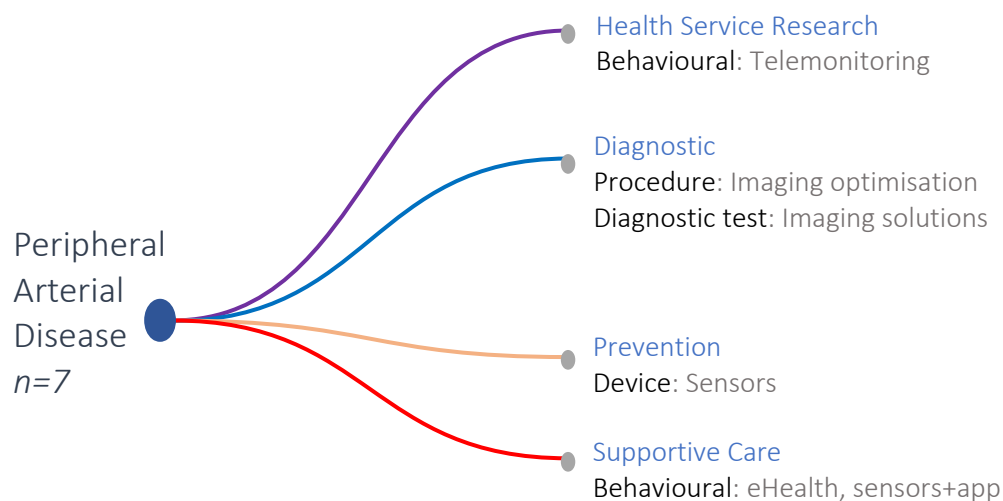 Peripheral
Arterial
Disease
n=7
Health Service Research
Behavioural: Telemonitoring
Diagnostic
Procedure: Imaging optimisation
Diagnostic test: Imaging solutions
Prevention
Device: Sensors
Supportive Care
Behavioural: eHealth, sensors+app